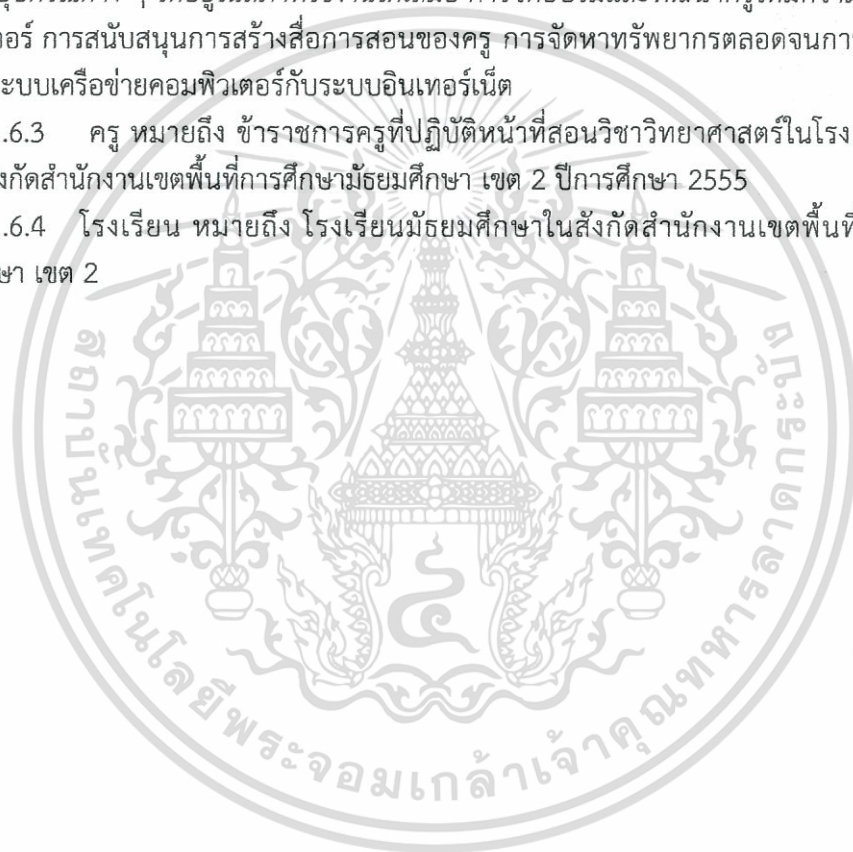 การสนับสนุนการสร้างสื่อการสอนของครู การจัดหาทรัพยากรตลอดจนกา
ระบบเครือข่ายคอมพิวเตอร์กับระบบอินเทอร์เน็ต
.6.3 ครู หมายถึง ข้าราชการครูที่ปฏิบัติหน้าที่สอนวิชาวิทยาศาสตร์ในโรง
งกัดสำนักงานเขตพื้นที่การศึกษามัธยมศึกษา เขต 2 ปีการศึกษา 2555
.6.4 โรงเรียน หมายถึง โรงเรียนมัธยมศึกษาในสังกัดสำนักงานเขตพื้นที่
ษา เขต 2
สถาบันเทคโนโลยีพระจอมเกล้าเจ้าคุณทหารลาดกระบัง
๔